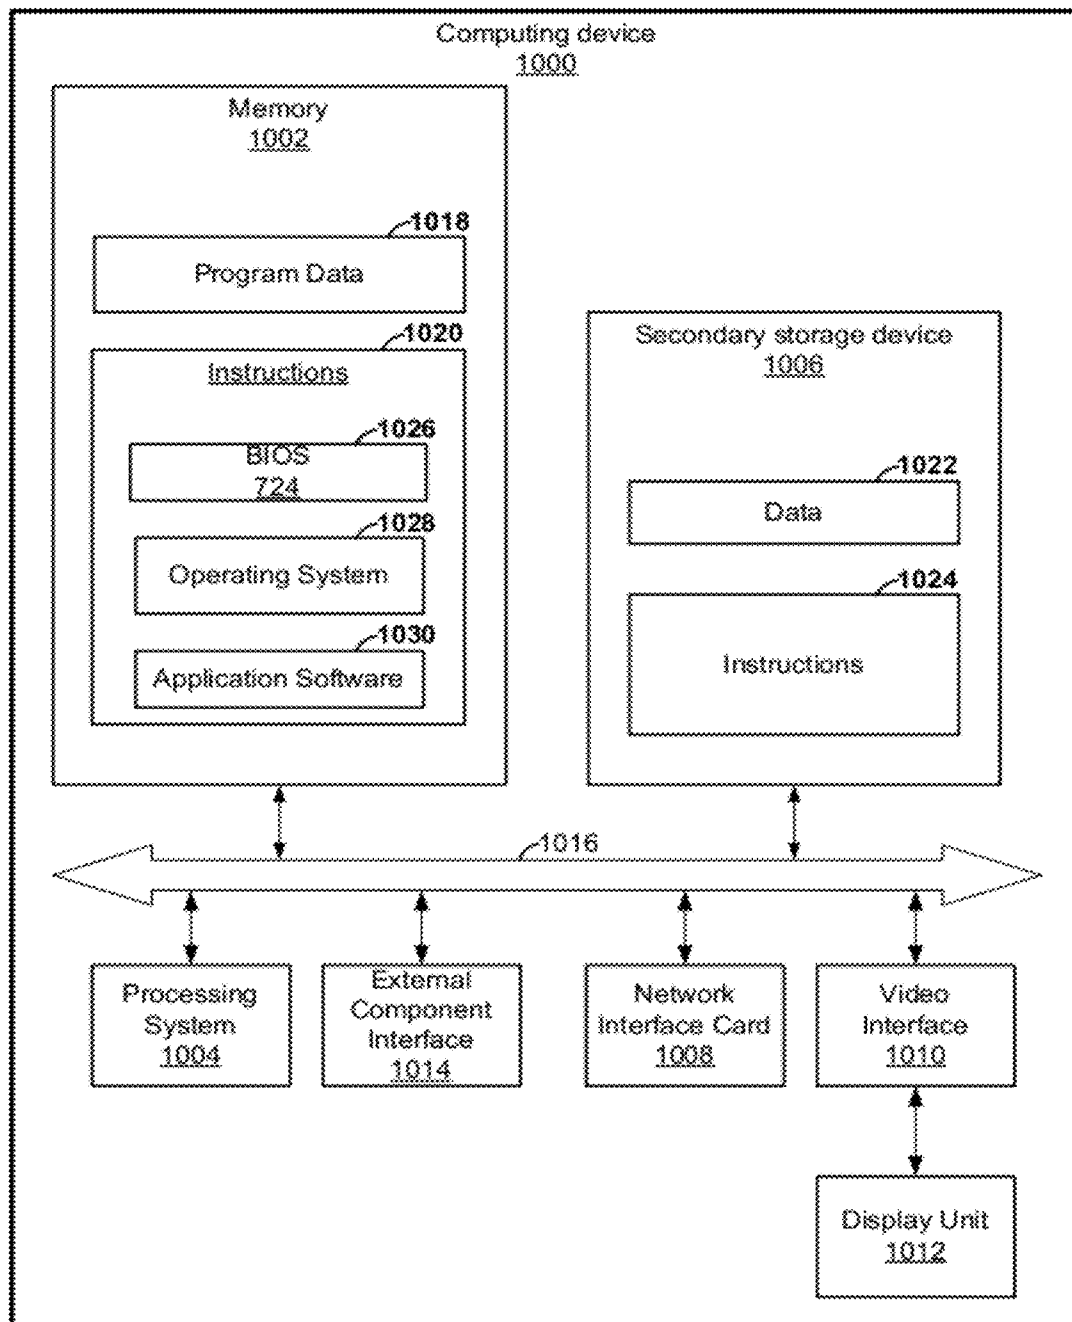 Computing device
1000
Memory
1002
1018
Program Data
1020
Instructions
1026
BIOS
724
1028
Operating System
1030
Application Software
Secondary storage device
1006
1022
Data
1024
Instructions
1016
Processing
System
1004
External
Component
Interface
1014
Network
Interface Card
1008
Video
Interface
1010
Display Unit
1012